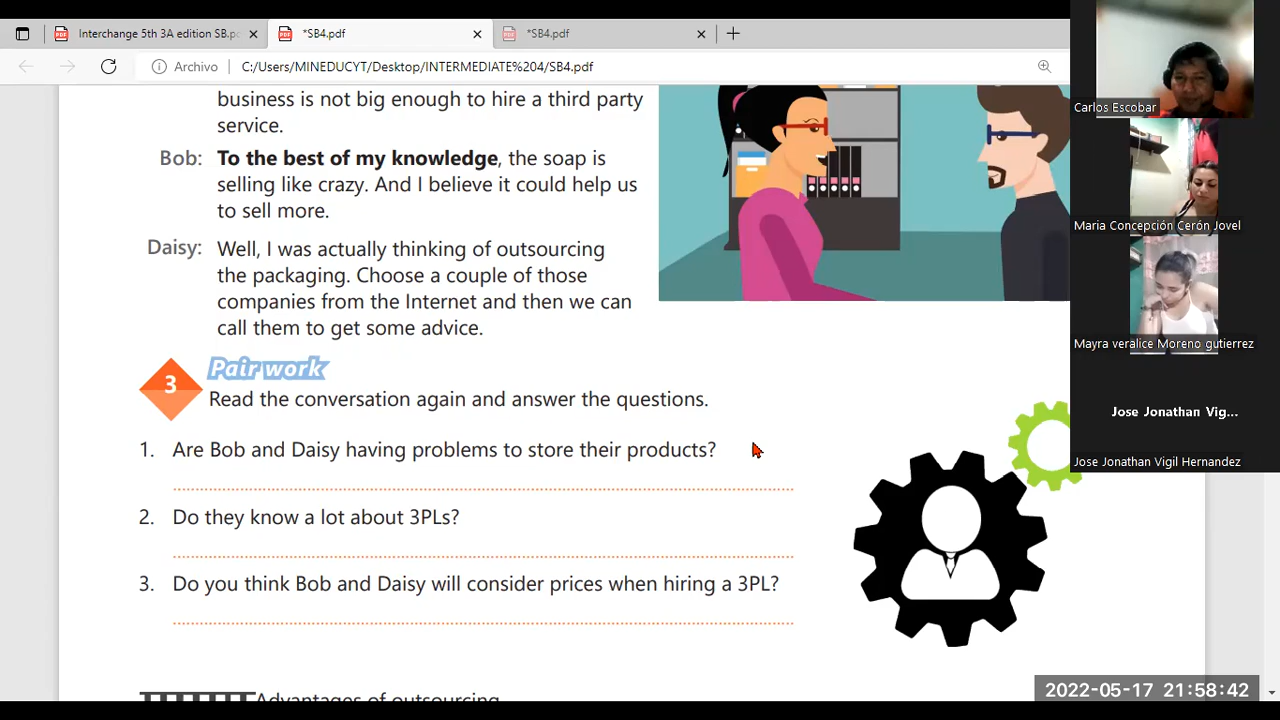 Interchange 5th 3A edition SB.pc
*SB4.pdf
*SB4.pdf
Archivo
C:/Users/MINEDUCYT/Desktop/INTERMEDIATE%204/SB4.pdf
business is not big enough to hire a third party
service.
Bob: To the best of my knowledge, the soap is
selling like crazy. And I believe it could help us
to sell more.
Daisy: Well, I was actually thinking of outsourcing
the packaging. Choose a couple of those
companies from the Internet and then we can
call them to get some advice.
3 Pair work
Read the conversation again and answer the questions.
1. Are Bob and Daisy having problems to store their products?
2. Do they know a lot about 3PLs?
3. Do you think Bob and Daisy will consider prices when hiring a 3PL?
Advantages of outsourcing
Carlos Escobar
Maria Concepción Cerón Jovel
Mayra veralice Moreno gutierrez
Jose Jonathan Vig...
Jose Jonathan Vigil Hernandez
2022-05-17 21:58:42